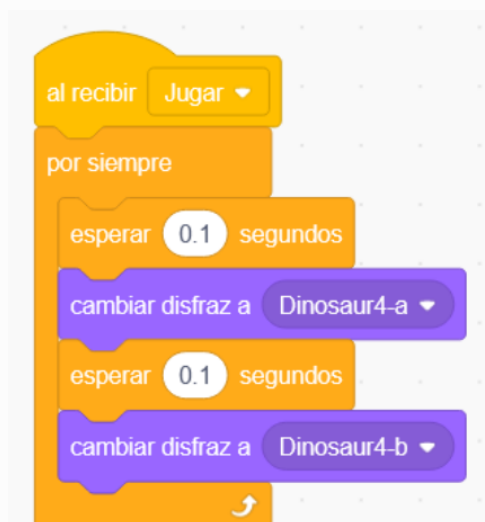 al recibir Jugar
por siempre
esperar 0.1 segundos
cambiar disfraz a Dinosaur4-a
esperar 0.1 segundos
cambiar disfraz a Dinosaur4-b